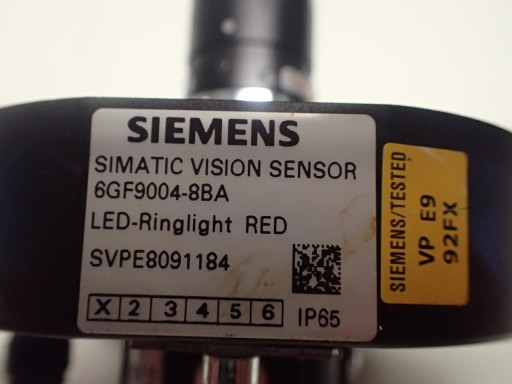 SIEMENS
SIMATIC VISION SENSOR
6GF9004-8BA
LED-Ringlight RED
SVPE8091184
X 2 3 4 5 6 IP65
SIEMENS/TESTED
VP E9
92FX